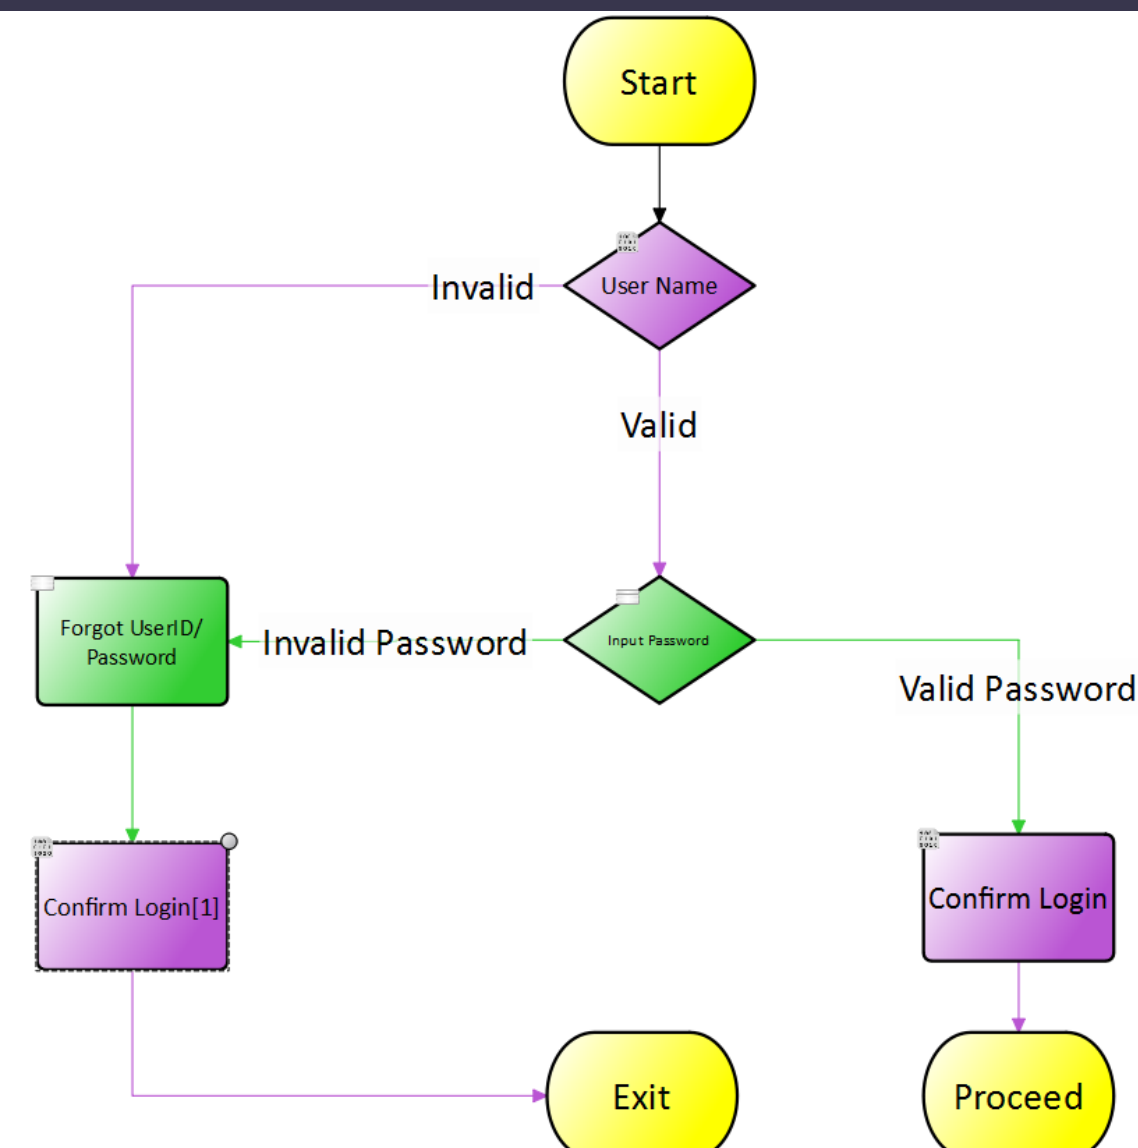 Start
User Name
Invalid
Valid
Forgot UserID/
Password
Invalid Password
Input Password
Valid Password
Confirm Login[1]
Confirm Login
Exit
Proceed